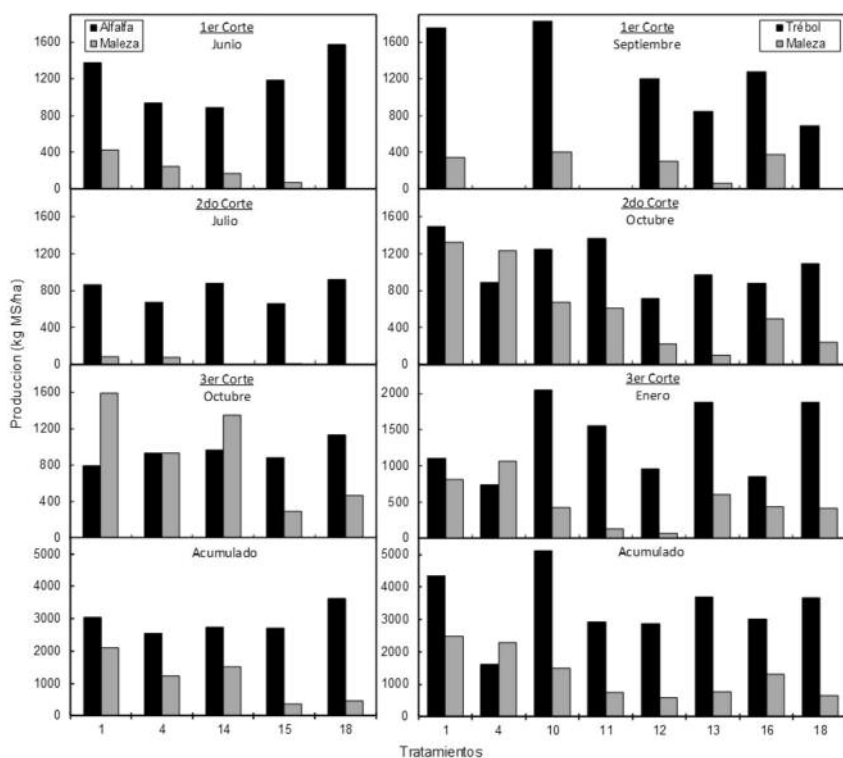 Alfalfa
Maleza
1er Corte
Junio
1600
1200
800
400
0
2do Corte
Julio
1600
1200
800
400
0
3er Corte
Octubre
1600
1200
800
400
0
Acumulado
5000
4000
3000
2000
1000
0
1 4 14 15 18
Trébol
Maleza
1er Corte
Septiembre
1600
1200
800
400
0
2do Corte
Octubre
1600
1200
800
400
0
3er Corte
Enero
2000
1500
1000
500
0
Acumulado
5000
4000
3000
2000
1000
0
1 4 10 11 12 13 16 18
Produccion (kg MS/ha)
Tratamientos